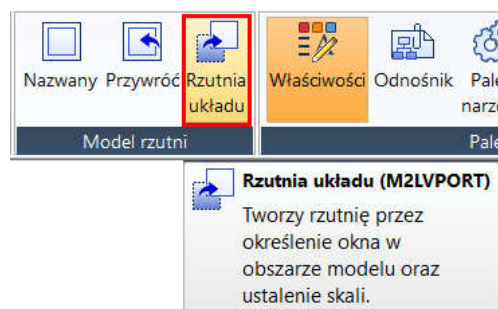 Nazwany Przywróć Rzutnia układu
Właściwości Odnośnik
Model rzutni
Rzutnia układu (M2LVPORT)
Tworzy rzutnię przez
określenie okna w
obszarze modelu oraz
ustalenie skali.